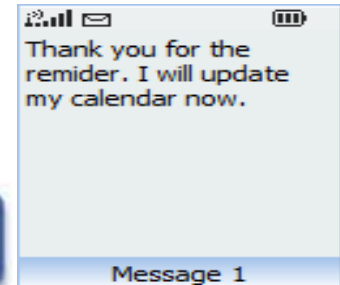 Thank you for the
remider. I will update
my calendar now.
Message 1